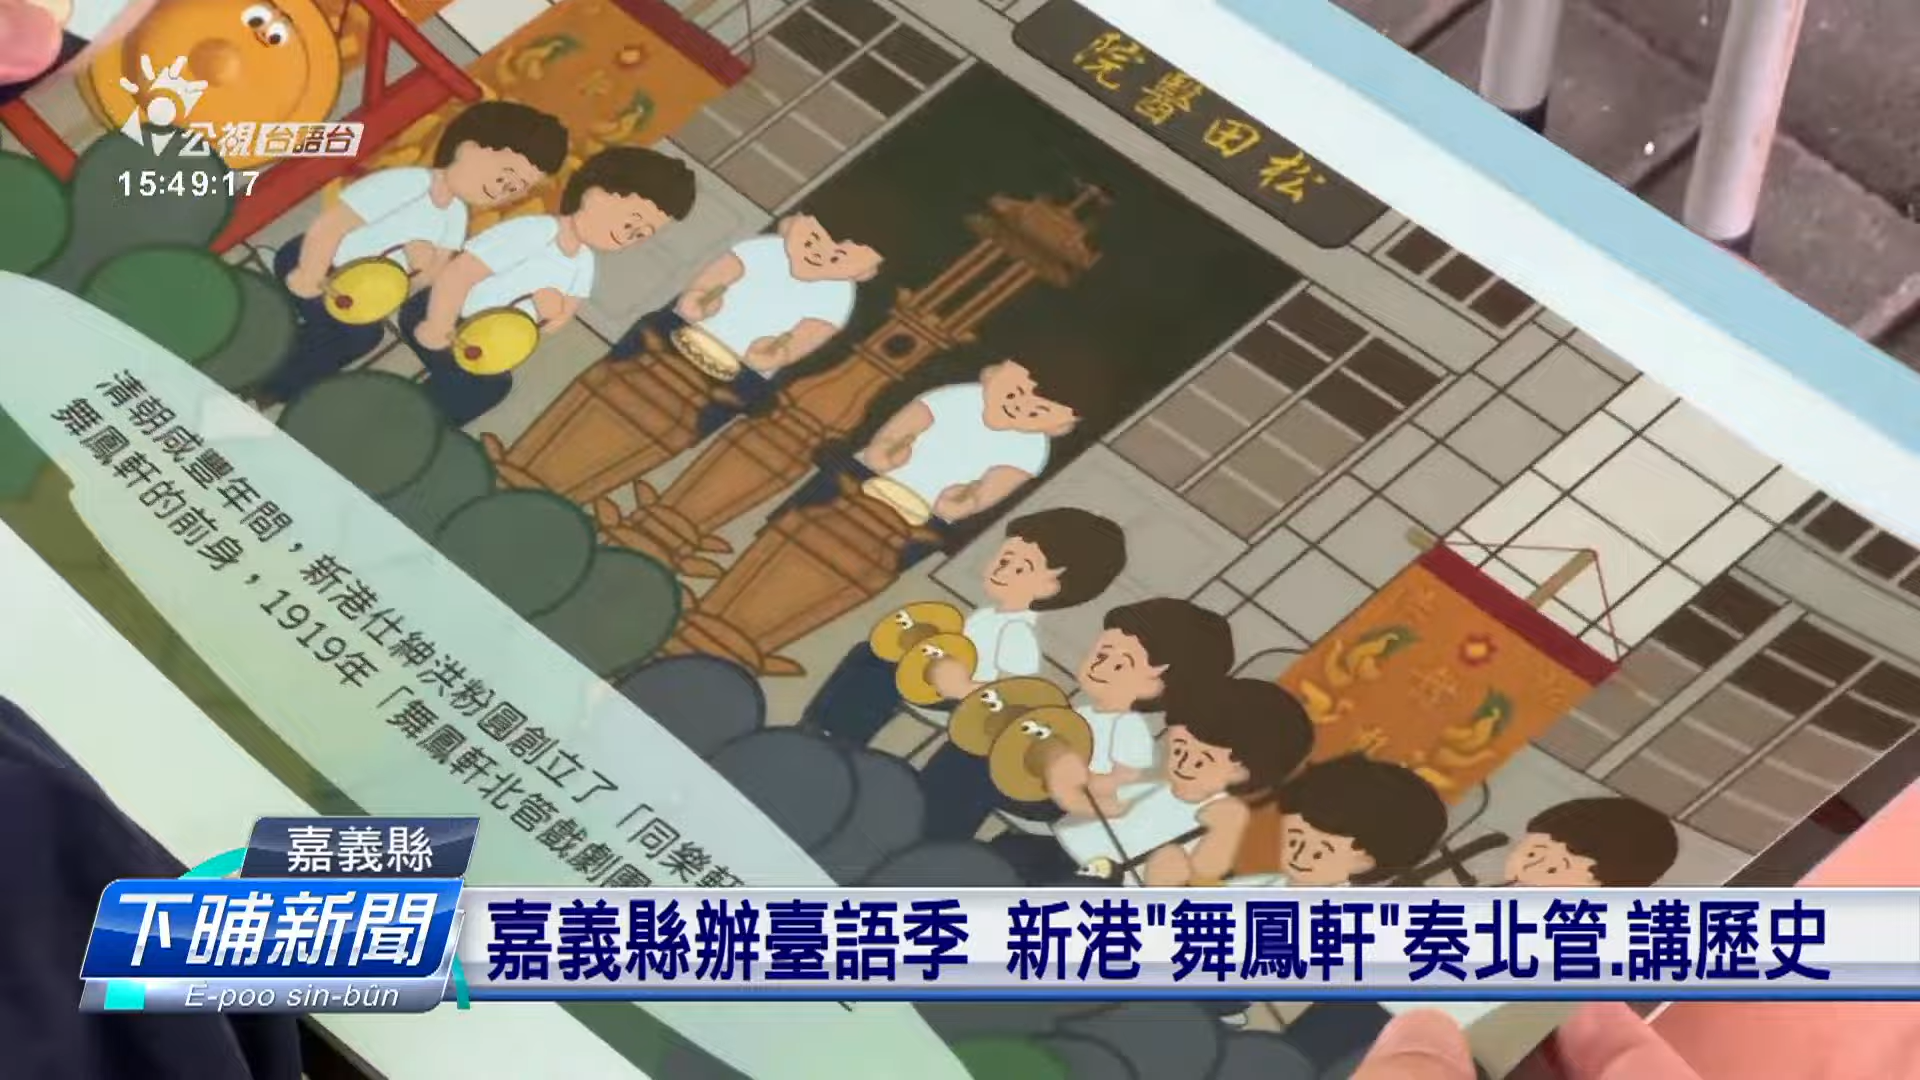 公視台語台
15:49:17
院醫田松
清朝咸豐年間，新港仕紳洪粉圓創立了「同樂軒
舞鳳軒的前身，1919年「舞鳳軒北管戲劇團
嘉義縣
下晡新聞
E-poo sin-bûn
嘉義縣辦臺語季 新港"舞鳳軒"奏北管.講歷史